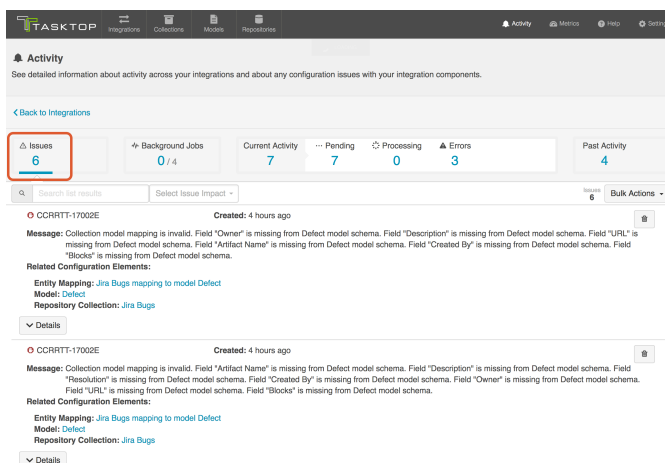 TASKTOP
Integrations Collections Models Repositories
Activity Metrics Help Setting
Activity
See detailed information about activity across your integrations and about any configuration issues with your integration components.
Back to Integrations
Issues Background Jobs Current Activity Pending Processing Errors Past Activity
6 0 / 4 7 7 0 3 4
Search list results Select Issue Impact Issues 6 Bulk Actions
CCRRTT-17002E Created: 4 hours ago
Message: Collection model mapping is invalid. Field "Owner" is missing from Defect model schema. Field "Description" is missing from Defect model schema. Field "URL" is
missing from Defect model schema. Field "Artifact Name" is missing from Defect model schema. Field "Created By" is missing from Defect model schema. Field
"Blocks" is missing from Defect model schema.
Related Configuration Elements:
Entity Mapping: Jira Bugs mapping to model Defect
Model: Defect
Repository Collection: Jira Bugs
Details
CCRRTT-17002E Created: 4 hours ago
Message: Collection model mapping is invalid. Field "Artifact Name" is missing from Defect model schema. Field "Description" is missing from Defect model schema. Field
"Resolution" is missing from Defect model schema. Field "Created By" is missing from Defect model schema. Field "Owner" is missing from Defect model schema.
Field "URL" is missing from Defect model schema. Field "Blocks" is missing from Defect model schema.
Related Configuration Elements:
Entity Mapping: Jira Bugs mapping to model Defect
Model: Defect
Repository Collection: Jira Bugs
Details